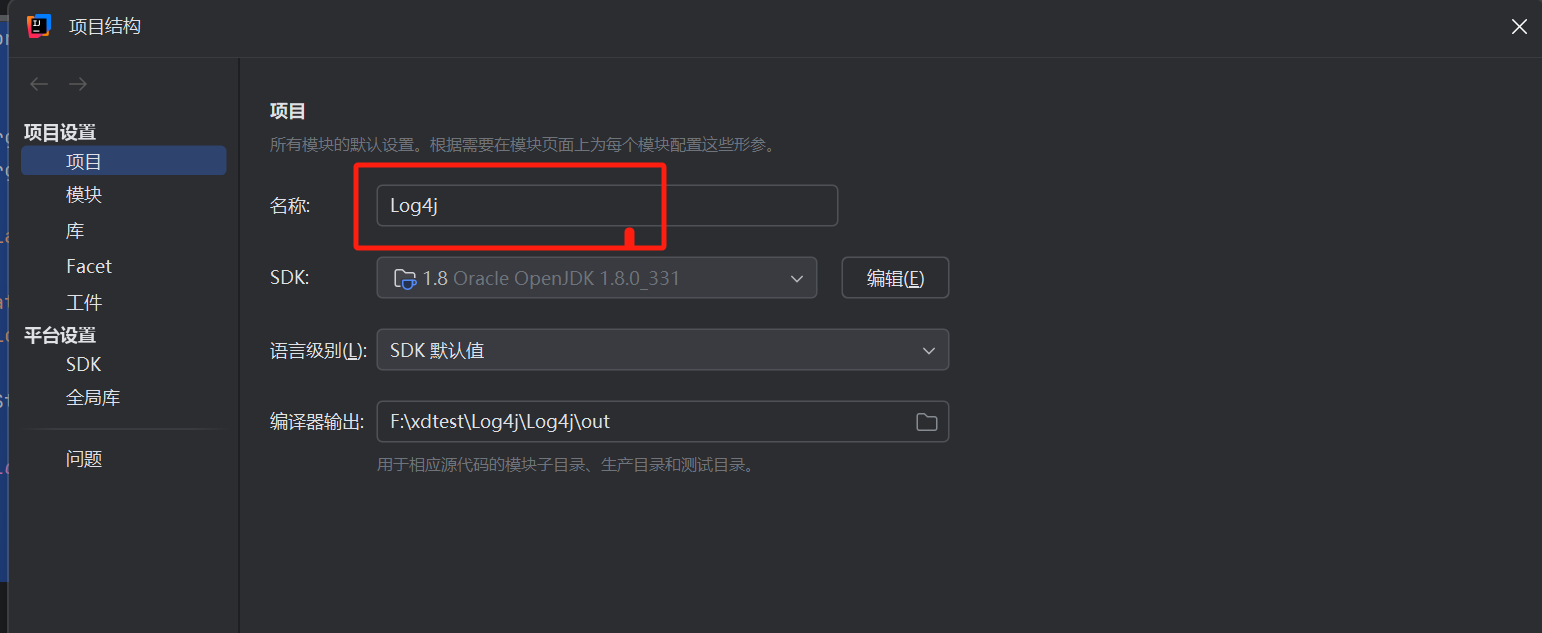 项目结构
项目设置
项目
模块
库
Facet
工件
平台设置
SDK
全局库
问题
项目
所有模块的默认设置。根据需要在模块页面上为每个模块配置这些形参。
名称: Log4j
SDK: 1.8 Oracle OpenJDK 1.8.0_331 编辑(E)
语言级别(L): SDK 默认值
编译器输出: F:\xdtest\Log4j\Log4j\out
用于相应源代码的模块子目录、生产目录和测试目录。